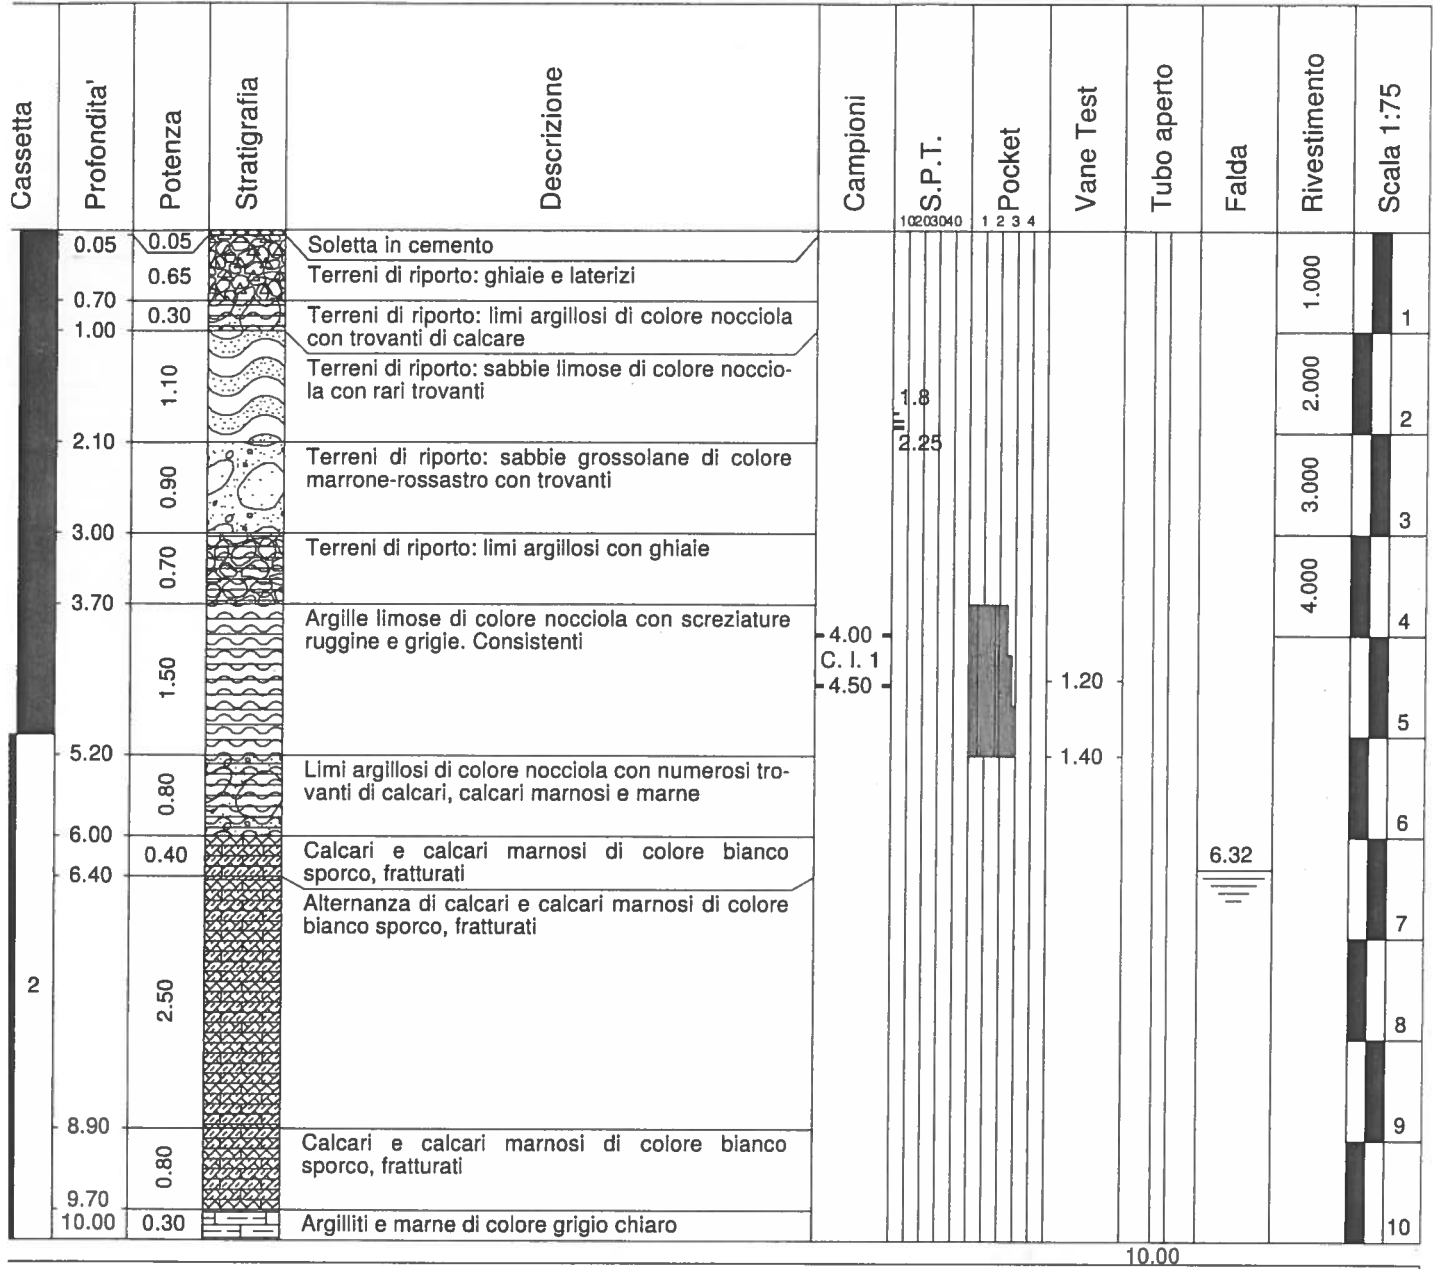 Cassetta
Profondita'
Potenza
Stratigrafia
Descrizione
Campioni
S.P.T.
Pocket
Vane Test
Tubo aperto
Falda
Rivestimento
Scala 1:75
10 20 30 40
1 2 3 4
0.05 0.05 Soletta in cemento
0.65 Terreni di riporto: ghiaie e laterizi
1.000
0.70
0.30 Terreni di riporto: limi argillosi di colore nocciola
con trovanti di calcare
1
1.00
1.10 Terreni di riporto: sabbie limose di colore noccio-
la con rari trovanti
1.8
2.25
2.000
2
2.10
0.90 Terreni di riporto: sabbie grossolane di colore
marrone-rossastro con trovanti
3.000
3
3.00
0.70 Terreni di riporto: limi argillosi con ghiaie
4.000
3.70
1.50 Argille limose di colore nocciola con screziature
ruggine e grigie. Consistenti
4.00
C. I. 1
4.50
4
1.20
5
5.20
1.40
0.80 Limi argillosi di colore nocciola con numerosi tro-
vanti di calcari, calcari marnosi e marne
6
6.00
0.40 Calcari e calcari marnosi di colore bianco
sporco, fratturati
6.32
6.40
Alternanza di calcari e calcari marnosi di colore
bianco sporco, fratturati
7
2
2.50
8
9
8.90
0.80 Calcari e calcari marnosi di colore bianco
sporco, fratturati
9.70
10.00 0.30 Argilliti e marne di colore grigio chiaro
10
10.00